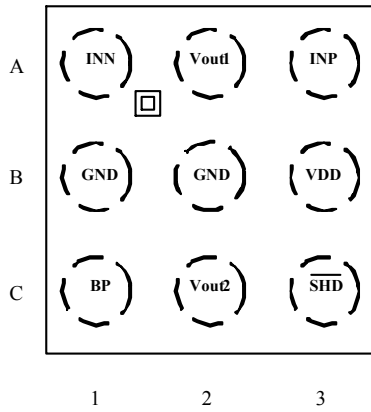 A INN Vout1 INP
B GND GND VDD
C BP Vout2 SHD
1 2 3